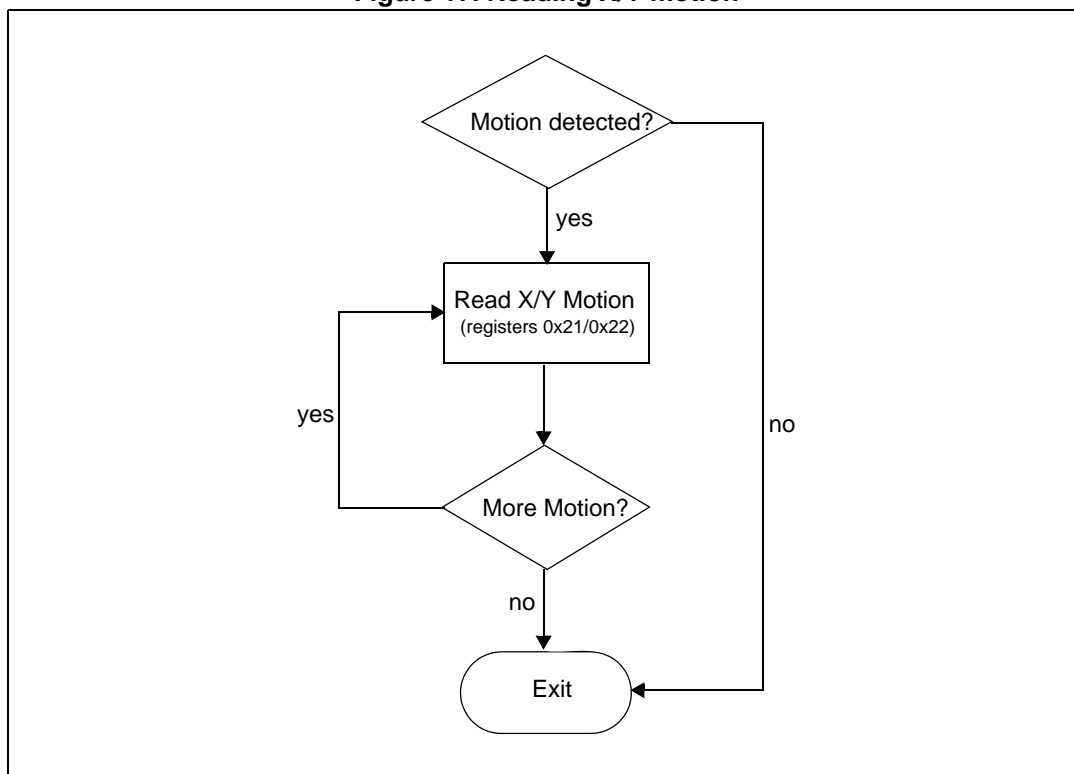 Motion detected?
yes
Read X/Y Motion
(registers 0x21/0x22)
yes
no
More Motion?
no
Exit